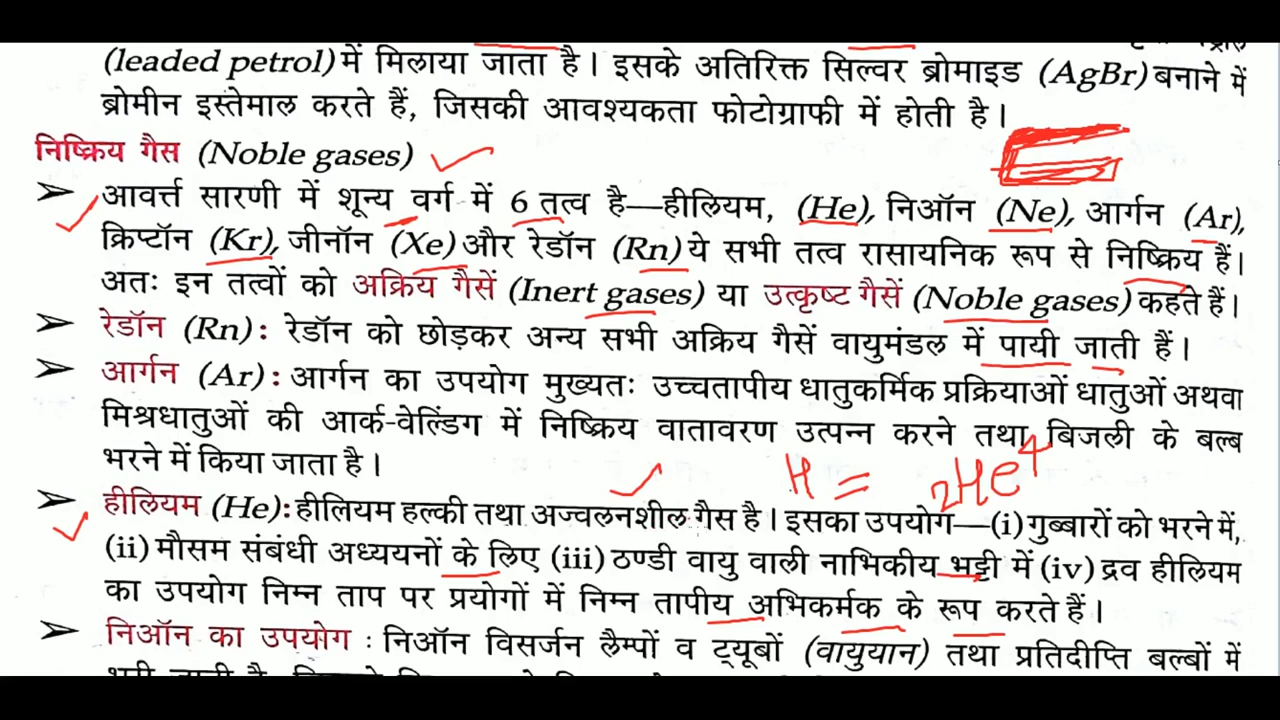 (leaded petrol) में मिलाया जाता है। इसके अतिरिक्त सिल्वर ब्रोमाइड (AgBr) बनाने में
ब्रोमीन इस्तेमाल करते हैं, जिसकी आवश्यकता फोटोग्राफी में होती है।
निष्क्रिय गैस (Noble gases)
➤ आवर्त्त सारणी में शून्य वर्ग में 6 तत्व है—हीलियम, (He), निऑन (Ne), आर्गन (Ar),
क्रिप्टॉन (Kr), जीनॉन (Xe) और रेडॉन (Rn) ये सभी तत्व रासायनिक रूप से निष्क्रिय हैं।
अतः इन तत्वों को अक्रिय गैसें (Inert gases) या उत्कृष्ट गैसें (Noble gases) कहते हैं।
➤ रेडॉन (Rn): रेडॉन को छोड़कर अन्य सभी अक्रिय गैसें वायुमंडल में पायी जाती हैं।
➤ आर्गन (Ar): आर्गन का उपयोग मुख्यतः उच्चतापीय धातुकर्मिक प्रक्रियाओं धातुओं अथवा
मिश्रधातुओं की आर्क-वेल्डिंग में निष्क्रिय वातावरण उत्पन्न करने तथा बिजली के बल्ब
भरने में किया जाता है।
H = 2He4
➤ हीलियम (He): हीलियम हल्की तथा अज्वलनशील गैस है। इसका उपयोग—(i) गुब्बारों को भरने में,
(ii) मौसम संबंधी अध्ययनों के लिए (iii) ठण्डी वायु वाली नाभिकीय भट्टी में (iv) द्रव हीलियम
का उपयोग निम्न ताप पर प्रयोगों में निम्न तापीय अभिकर्मक के रूप करते हैं।
➤ निऑन का उपयोग : निऑन विसर्जन लैम्पों व ट्यूबों (वायुयान) तथा प्रतिदीप्ति बल्बों में